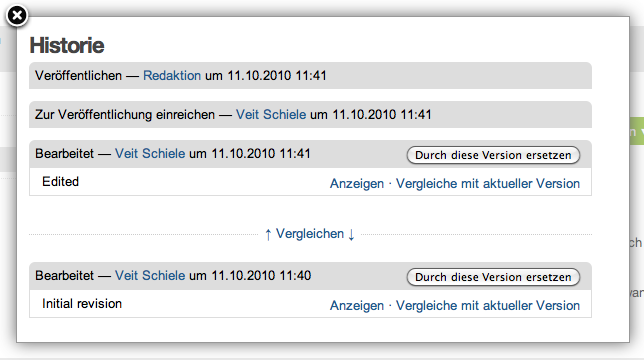 Historie
Veröffentlichen — Redaktion um 11.10.2010 11:41
Zur Veröffentlichung einreichen — Veit Schiele um 11.10.2010 11:41
Bearbeitet — Veit Schiele um 11.10.2010 11:41 Durch diese Version ersetzen
Edited Anzeigen · Vergleiche mit aktueller Version
↑ Vergleichen ↓
Bearbeitet — Veit Schiele um 11.10.2010 11:40 Durch diese Version ersetzen
Initial revision Anzeigen · Vergleiche mit aktueller Version